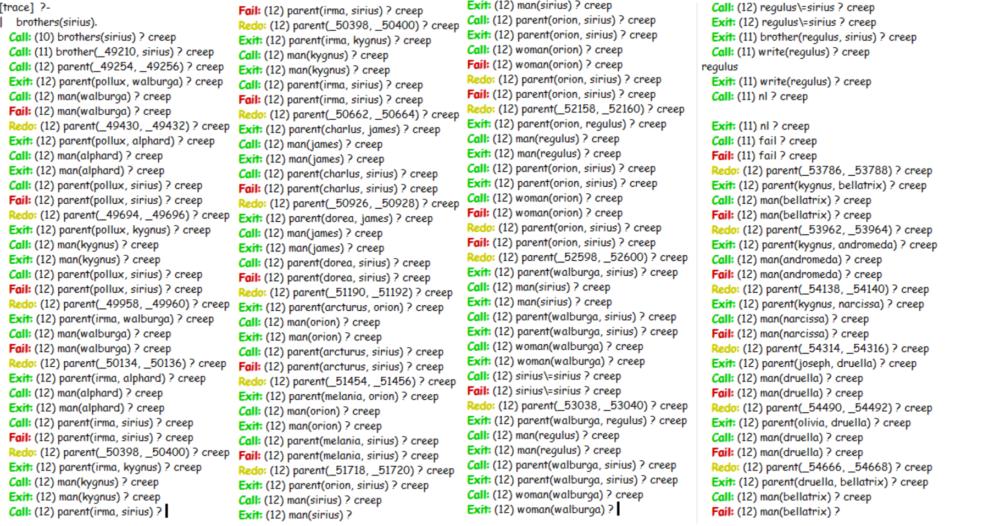 [trace]  ?-
|    brothers(sirius).
Call: (10) brothers(sirius) ? creep
Call: (11) brother(_49210, sirius) ? creep
Call: (12) parent(_49254, _49256) ? creep
Exit: (12) parent(pollux, walburga) ? creep
Call: (12) man(walburga) ? creep
Fail: (12) man(walburga) ? creep
Redo: (12) parent(_49430, _49432) ? creep
Exit: (12) parent(pollux, alphard) ? creep
Call: (12) man(alphard) ? creep
Exit: (12) man(alphard) ? creep
Call: (12) parent(pollux, sirius) ? creep
Fail: (12) parent(pollux, sirius) ? creep
Redo: (12) parent(_49694, _49696) ? creep
Exit: (12) parent(pollux, kygnus) ? creep
Call: (12) man(kygnus) ? creep
Exit: (12) man(kygnus) ? creep
Call: (12) parent(pollux, sirius) ? creep
Fail: (12) parent(pollux, sirius) ? creep
Redo: (12) parent(_49958, _49960) ? creep
Exit: (12) parent(irma, walburga) ? creep
Call: (12) man(walburga) ? creep
Fail: (12) man(walburga) ? creep
Redo: (12) parent(_50134, _50136) ? creep
Exit: (12) parent(irma, alphard) ? creep
Call: (12) man(alphard) ? creep
Exit: (12) man(alphard) ? creep
Call: (12) parent(irma, sirius) ? creep
Fail: (12) parent(irma, sirius) ? creep
Redo: (12) parent(_50398, _50400) ? creep
Exit: (12) parent(irma, kygnus) ? creep
Call: (12) man(kygnus) ? creep
Exit: (12) man(kygnus) ? creep
Call: (12) parent(irma, sirius) ?
Fail: (12) parent(irma, sirius) ? creep
Redo: (12) parent(_50398, _50400) ? creep
Exit: (12) parent(irma, kygnus) ? creep
Call: (12) man(kygnus) ? creep
Exit: (12) man(kygnus) ? creep
Call: (12) parent(irma, sirius) ? creep
Fail: (12) parent(irma, sirius) ? creep
Redo: (12) parent(_50662, _50664) ? creep
Exit: (12) parent(charlus, james) ? creep
Call: (12) man(james) ? creep
Exit: (12) man(james) ? creep
Call: (12) parent(charlus, sirius) ? creep
Fail: (12) parent(charlus, sirius) ? creep
Redo: (12) parent(_50926, _50928) ? creep
Exit: (12) parent(dorea, james) ? creep
Call: (12) man(james) ? creep
Exit: (12) man(james) ? creep
Call: (12) parent(dorea, sirius) ? creep
Fail: (12) parent(dorea, sirius) ? creep
Redo: (12) parent(_51190, _51192) ? creep
Exit: (12) parent(arcturus, orion) ? creep
Call: (12) man(orion) ? creep
Exit: (12) man(orion) ? creep
Call: (12) parent(arcturus, sirius) ? creep
Fail: (12) parent(arcturus, sirius) ? creep
Redo: (12) parent(_51454, _51456) ? creep
Exit: (12) parent(melania, orion) ? creep
Call: (12) man(orion) ? creep
Exit: (12) man(orion) ? creep
Call: (12) parent(melania, sirius) ? creep
Fail: (12) parent(melania, sirius) ? creep
Redo: (12) parent(_51718, _51720) ? creep
Exit: (12) parent(orion, sirius) ? creep
Call: (12) man(sirius) ? creep
Exit: (12) man(sirius) ?
Exit: (12) man(sirius) ? creep
Call: (12) parent(orion, sirius) ? creep
Exit: (12) parent(orion, sirius) ? creep
Call: (12) woman(orion) ? creep
Fail: (12) woman(orion) ? creep
Redo: (12) parent(orion, sirius) ? creep
Fail: (12) parent(orion, sirius) ? creep
Redo: (12) parent(_52158, _52160) ? creep
Exit: (12) parent(orion, regulus) ? creep
Call: (12) man(regulus) ? creep
Exit: (12) man(regulus) ? creep
Call: (12) parent(orion, sirius) ? creep
Exit: (12) parent(orion, sirius) ? creep
Call: (12) woman(orion) ? creep
Fail: (12) woman(orion) ? creep
Redo: (12) parent(orion, sirius) ? creep
Fail: (12) parent(orion, sirius) ? creep
Redo: (12) parent(_52598, _52600) ? creep
Exit: (12) parent(walburga, sirius) ? creep
Call: (12) man(sirius) ? creep
Exit: (12) man(sirius) ? creep
Call: (12) parent(walburga, sirius) ? creep
Exit: (12) parent(walburga, sirius) ? creep
Call: (12) woman(walburga) ? creep
Exit: (12) woman(walburga) ? creep
Call: (12) sirius\=sirius ? creep
Fail: (12) sirius\=sirius ? creep
Redo: (12) parent(_53038, _53040) ? creep
Exit: (12) parent(walburga, regulus) ? creep
Call: (12) man(regulus) ? creep
Exit: (12) man(regulus) ? creep
Call: (12) parent(walburga, sirius) ? creep
Exit: (12) parent(walburga, sirius) ? creep
Call: (12) woman(walburga) ? creep
Exit: (12) woman(walburga) ?
Call: (12) regulus\=sirius ? creep
Exit: (12) regulus\=sirius ? creep
Exit: (11) brother(regulus, sirius) ? creep
Call: (11) write(regulus) ? creep
regulus
Exit: (11) write(regulus) ? creep
Call: (11) nl ? creep
Exit: (11) nl ? creep
Call: (11) fail ? creep
Fail: (11) fail ? creep
Redo: (12) parent(_53786, _53788) ? creep
Exit: (12) parent(kygnus, bellatrix) ? creep
Call: (12) man(bellatrix) ? creep
Fail: (12) man(bellatrix) ? creep
Redo: (12) parent(_53962, _53964) ? creep
Exit: (12) parent(kygnus, andromeda) ? creep
Call: (12) man(andromeda) ? creep
Fail: (12) man(andromeda) ? creep
Redo: (12) parent(_54138, _54140) ? creep
Exit: (12) parent(kygnus, narcissa) ? creep
Call: (12) man(narcissa) ? creep
Fail: (12) man(narcissa) ? creep
Redo: (12) parent(_54314, _54316) ? creep
Exit: (12) parent(joseph, druella) ? creep
Call: (12) man(druella) ? creep
Fail: (12) man(druella) ? creep
Redo: (12) parent(_54490, _54492) ? creep
Exit: (12) parent(olivia, druella) ? creep
Call: (12) man(druella) ? creep
Fail: (12) man(druella) ? creep
Redo: (12) parent(_54666, _54668) ? creep
Exit: (12) parent(druella, bellatrix) ? creep
Call: (12) man(bellatrix) ? creep
Fail: (12) man(bellatrix) ?